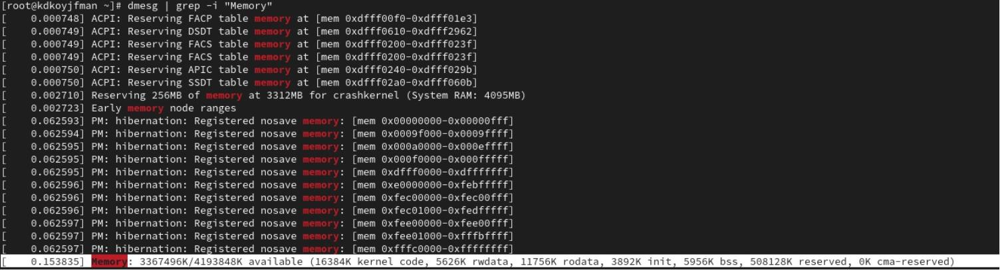 [root@kdkoyjfman ~]# dmesg | grep -i "Memory"
[    0.000748] ACPI: Reserving FACP table memory at [mem 0xdfff00f0-0xdfff01e3]
[    0.000749] ACPI: Reserving DSDT table memory at [mem 0xdfff0610-0xdfff2962]
[    0.000749] ACPI: Reserving FACS table memory at [mem 0xdfff0200-0xdfff023f]
[    0.000749] ACPI: Reserving FACS table memory at [mem 0xdfff0200-0xdfff023f]
[    0.000750] ACPI: Reserving APIC table memory at [mem 0xdfff0240-0xdfff029b]
[    0.000750] ACPI: Reserving SSDT table memory at [mem 0xdfff02a0-0xdfff060b]
[    0.002710] Reserving 256MB of memory at 3312MB for crashkernel (System RAM: 4095MB)
[    0.002723] Early memory node ranges
[    0.062593] PM: hibernation: Registered nosave memory: [mem 0x00000000-0x00000fff]
[    0.062594] PM: hibernation: Registered nosave memory: [mem 0x0009f000-0x0009ffff]
[    0.062595] PM: hibernation: Registered nosave memory: [mem 0x000a0000-0x000effff]
[    0.062595] PM: hibernation: Registered nosave memory: [mem 0x000f0000-0x000fffff]
[    0.062595] PM: hibernation: Registered nosave memory: [mem 0xdfff0000-0xdfffffff]
[    0.062596] PM: hibernation: Registered nosave memory: [mem 0xe0000000-0xfebfffff]
[    0.062596] PM: hibernation: Registered nosave memory: [mem 0xfec00000-0xfec00fff]
[    0.062596] PM: hibernation: Registered nosave memory: [mem 0xfec01000-0xfedfffff]
[    0.062597] PM: hibernation: Registered nosave memory: [mem 0xfee00000-0xfee00fff]
[    0.062597] PM: hibernation: Registered nosave memory: [mem 0xfee01000-0xfffbffff]
[    0.062597] PM: hibernation: Registered nosave memory: [mem 0xfffc0000-0xffffffff]
[    0.153835] Memory: 3367496K/4193848K available (16384K kernel code, 5626K rwdata, 11756K rodata, 3892K init, 5956K bss, 508128K reserved, 0K cma-reserved)